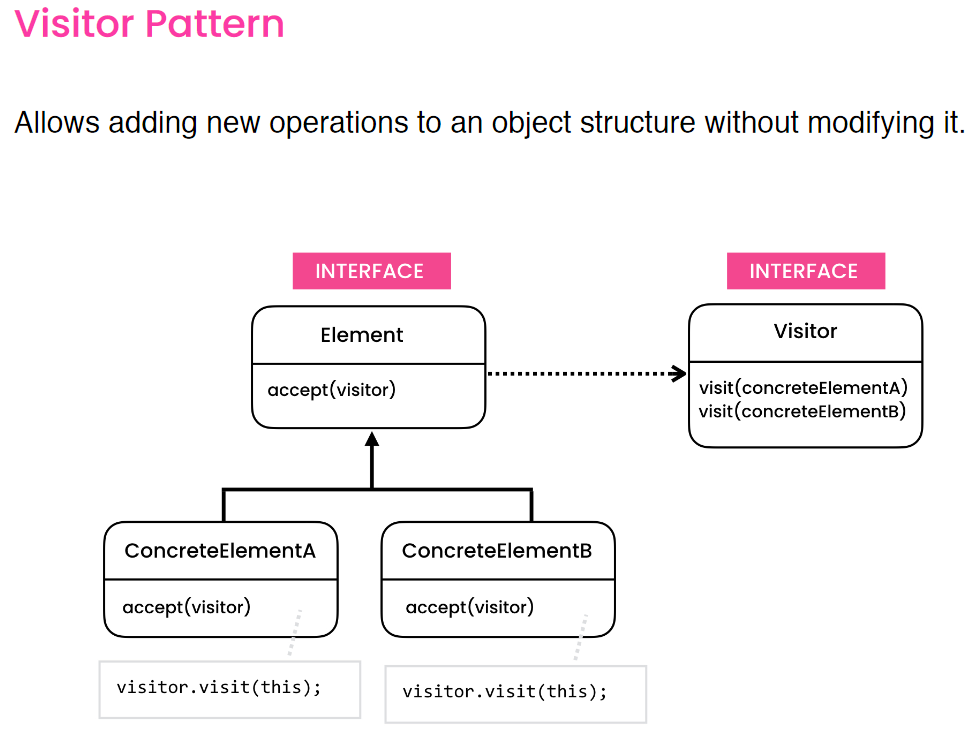 Visitor Pattern
Allows adding new operations to an object structure without modifying it.
INTERFACE
INTERFACE
Element
accept(visitor)
Visitor
visit(concreteElementA)
visit(concreteElementB)
ConcreteElementA
accept(visitor)
ConcreteElementB
accept(visitor)
visitor.visit(this);
visitor.visit(this);